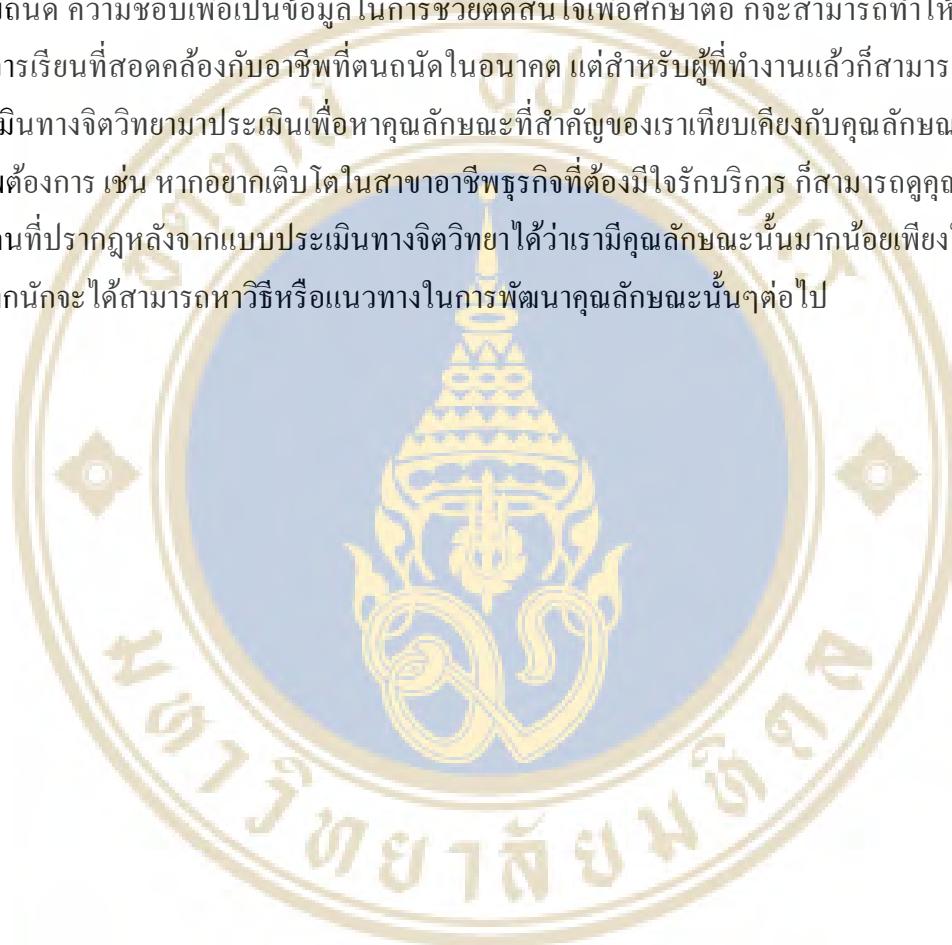 ความชอบเพื่อเป็นข้อมูลในการช่วยตัดสินใจเพื่อศึกษาต่อ ก็จะสามารถทำให้
การเรียนที่สอดคล้องกับอาชีพที่ตนถนัดในอนาคต แต่สำหรับผู้ที่ทำงานแล้วก็สามาร
มินทางจิตวิทยามาประเมินเพื่อหาคุณลักษณะที่สำคัญของเราเทียบเคียงกับคุณลักษณ
ต้องการ เช่น หากอยากเติบโตในสาขาอาชีพธุรกิจที่ต้องมีใจรักบริการ ก็สามารถดูคุณ
นที่ปรากฎหลังจากแบบประเมินทางจิตวิทยาได้ว่าเรามีคุณลักษณะนั้นมากน้อยเพียง
กนักจะได้สามารถหาวิธีหรือแนวทางในการพัฒนาคุณลักษณะนั้นๆต่อไป
อตฺตานํ อุปมํ กเร
มหาวิทยาลัยมหิดล